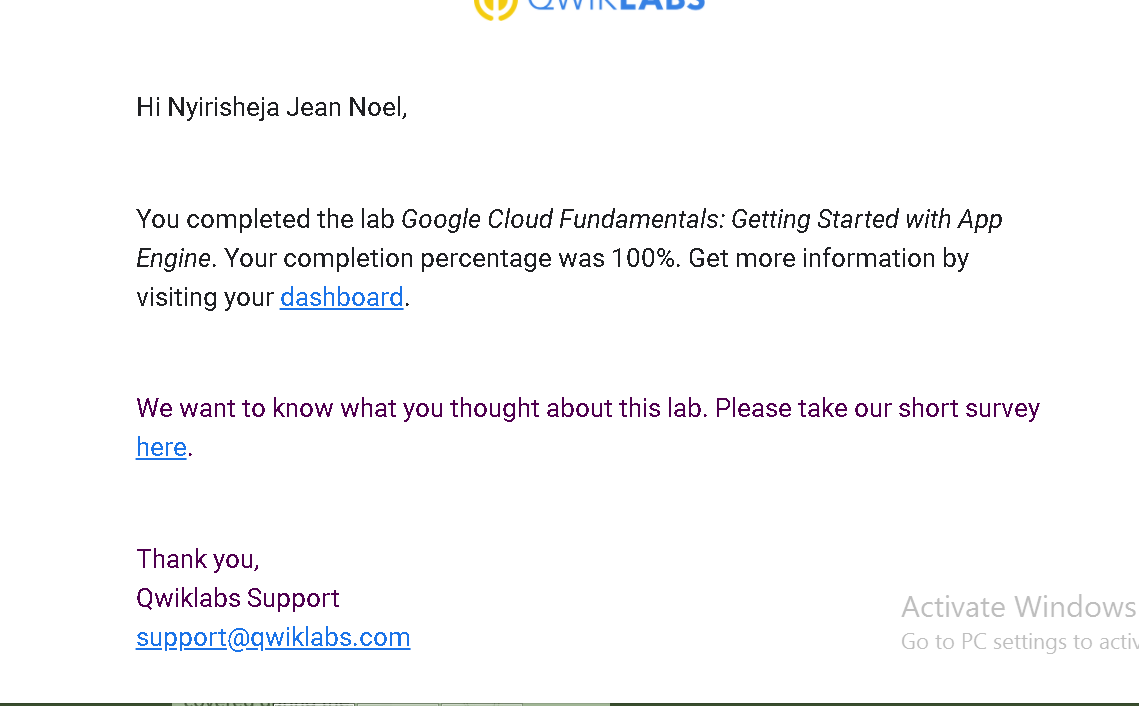 QWIKLABS
Hi Nyirisheja Jean Noel,
You completed the lab Google Cloud Fundamentals: Getting Started with App
Engine. Your completion percentage was 100%. Get more information by
visiting your dashboard.
We want to know what you thought about this lab. Please take our short survey
here.
Thank you,
Qwiklabs Support
support@qwiklabs.com
Activate Windows
Go to PC settings to activ